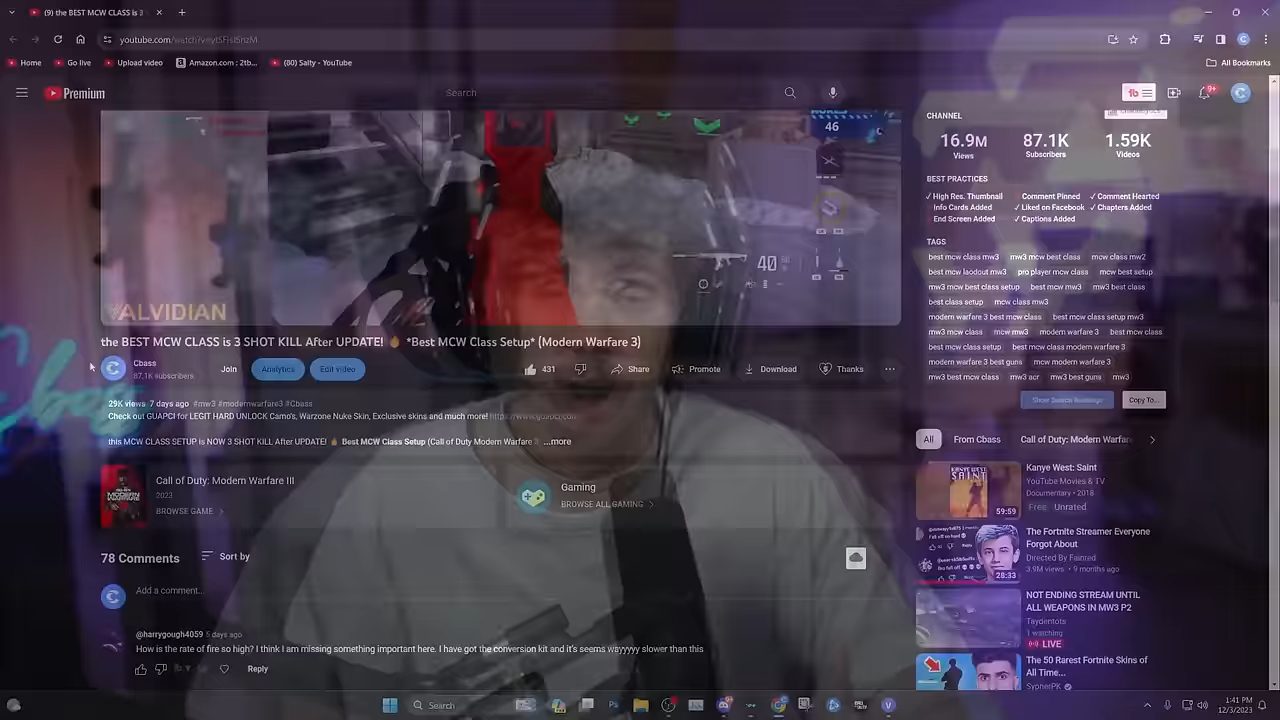 (9) the BEST MCW CLASS is 3
youtube.com/watch?v=eytSFisISnzM
Home
Go live
Upload video
Amazon.com : 2tb...
(80) Salty - YouTube
All Bookmarks
Premium
Search
9+
46
40
ALVIDIAN
the BEST MCW CLASS is 3 SHOT KILL After UPDATE! 🔥 *Best MCW Class Setup* (Modern Warfare 3)
Cbass
87.1K subscribers
Join
Analytics
Edit video
431
Share
Promote
Download
Thanks
29K views 7 days ago #mw3 #modernwarfare3 #Cbass
Check out GUAPCI for LEGIT HARD UNLOCK Camo's, Warzone Nuke Skin, Exclusive skins and much more!
this MCW CLASS SETUP is NOW 3 SHOT KILL After UPDATE! 🔥 Best MCW Class Setup (Call of Duty Modern Warfare 3 ...more
Call of Duty: Modern Warfare III
2023
BROWSE GAME
Gaming
BROWSE ALL GAMING
78 Comments
Sort by
Add a comment...
@harrygough4059 5 days ago
How is the rate of fire so high? I think I am missing something important here. I have got the conversion kit and it's seems wayyyyy slower than this
Reply
CHANNEL
16.9M
87.1K
1.59K
Views
Subscribers
Videos
BEST PRACTICES
✓ High Res. Thumbnail
Comment Pinned
✓ Comment Hearted
Info Cards Added
✓ Liked on Facebook
✓ Chapters Added
End Screen Added
✓ Captions Added
TAGS
best mcw class mw3
mw3 mcw best class
mcw class mw2
best mcw laodout mw3
pro player mcw class
mcw best setup
mw3 mcw best class setup
best mcw mw3
mw3 best class
best class setup
mcw class mw3
modern warfare 3 best mcw class
best mcw class setup mw3
mw3 mcw class
mcw mw3
modern warfare 3
mcw best class
best mcw class setup
best mcw class modern warfare 3
modern warfare 3 best guns
mcw modern warfare 3
mw3 best mcw class
mw3 acr
mw3 best guns
mw3
Show Search Rankings
Copy To...
All
From Cbass
Call of Duty: Modern Warfar
KANYE WEST:
SAINT
59:59
Kanye West: Saint
YouTube Movies & TV
Documentary • 2018
Free
Unrated
28:33
The Fortnite Streamer Everyone
Forgot About
Directed By Fainred
3.9M views • 9 months ago
NOT ENDING STREAM UNTIL
ALL WEAPONS IN MW3 P2
Taydentots
1 watching
LIVE
The 50 Rarest Fortnite Skins of
All Time...
SypherPK
Search
1:41 PM
12/3/2023